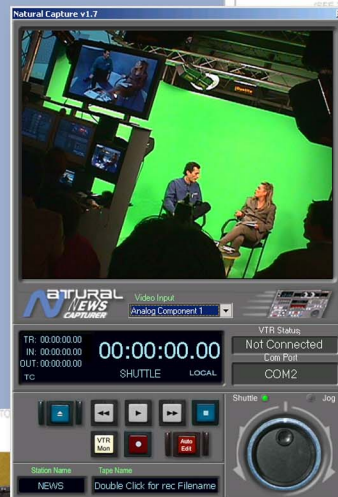 Natural Capture v1.7
NATURAL
NEWS
CAPTURER
Video Input
Analog Component 1
VTR Status;
Not Connected
Com Port
COM2
TR: 00:00:00.00
IN: 00:00:00.00
OUT: 00:00:00.00
TC
00:00:00.00
SHUTTLE
LOCAL
Shuttle
Jog
VTR
Mon
Auto
Edit
Station Name
Tape Name
NEWS
Double Click for rec Filename